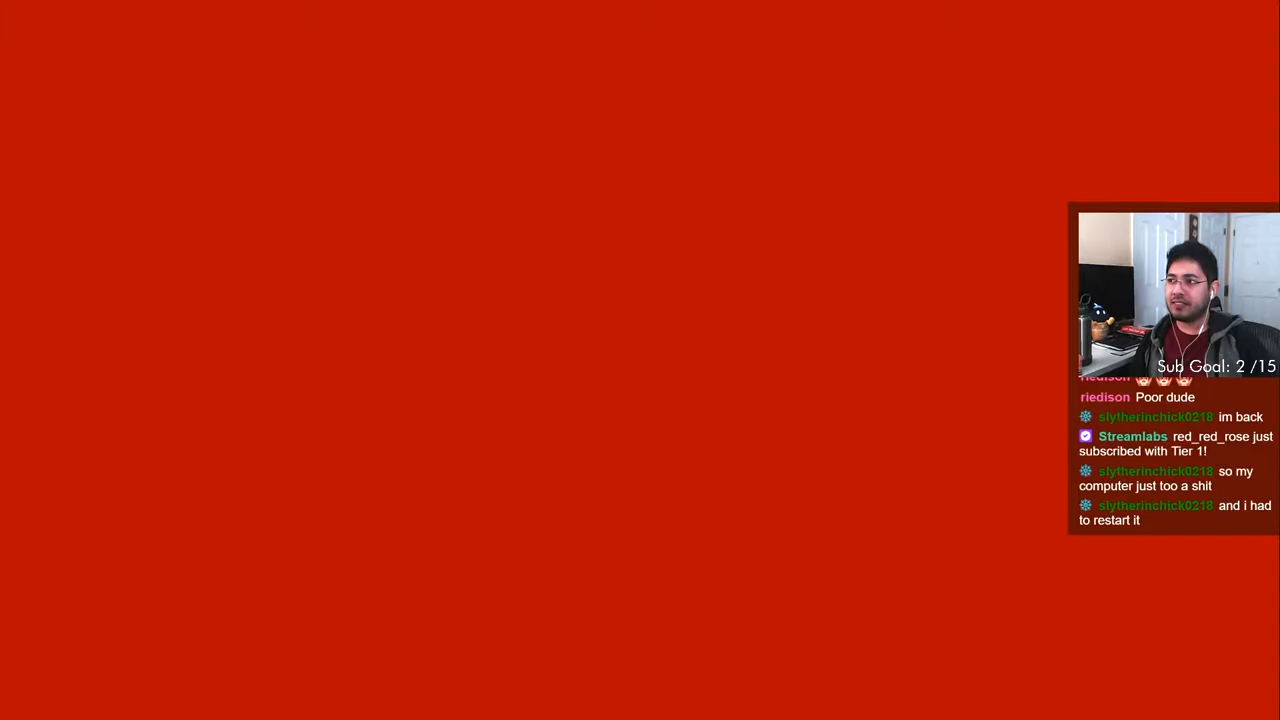 Sub Goal: 2 /15
riedison
riedison Poor dude
slytherinchick0218 im back
Streamlabs red_red_rose just
subscribed with Tier 1!
slytherinchick0218 so my
computer just too a shit
slytherinchick0218 and i had
to restart it